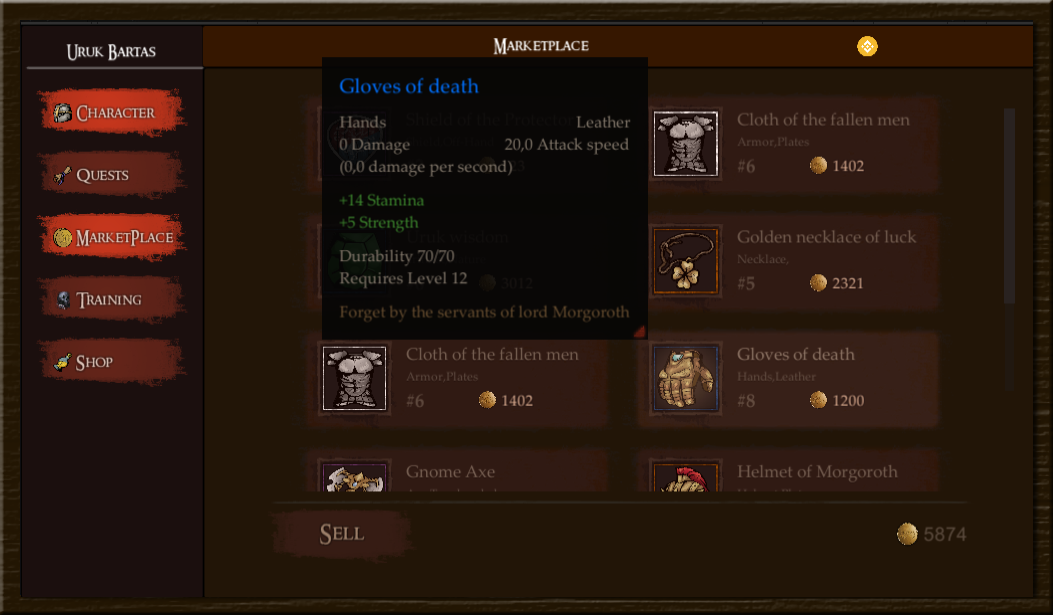 Uruk Bartas
Marketplace
Character
Quests
MarketPlace
Training
Shop
Gloves of death
Hands Leather
0 Damage 20,0 Attack speed
(0,0 damage per second)
+14 Stamina
+5 Strength
Durability 70/70
Requires Level 12
Forget by the servants of lord Morgoroth
Shield of the Protector
Cloth of the fallen men
Armor,Plates
#6 1402
3012
Golden necklace of luck
Necklace,
#5 2321
Cloth of the fallen men
Armor,Plates
#6 1402
Gloves of death
Hands,Leather
#8 1200
Gnome Axe
Helmet of Morgoroth
Sell
5874